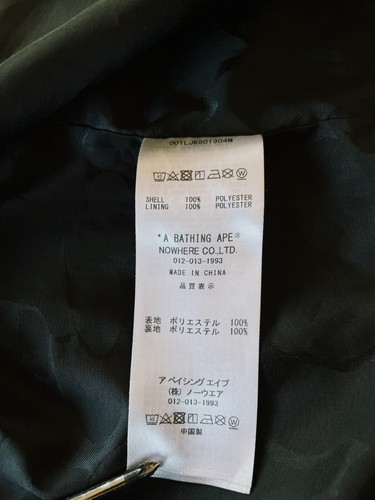 001LJK801904M
SHELL 100% POLYESTER
LINING 100% POLYESTER
*A BATHING APE®
NOWHERE CO.,LTD.
012-013-1993
MADE IN CHINA
品質表示
表地 ポリエステル 100%
裏地 ポリエステル 100%
アベイシングエイプ
(株) ノーウエア
012-013-1993
中国製